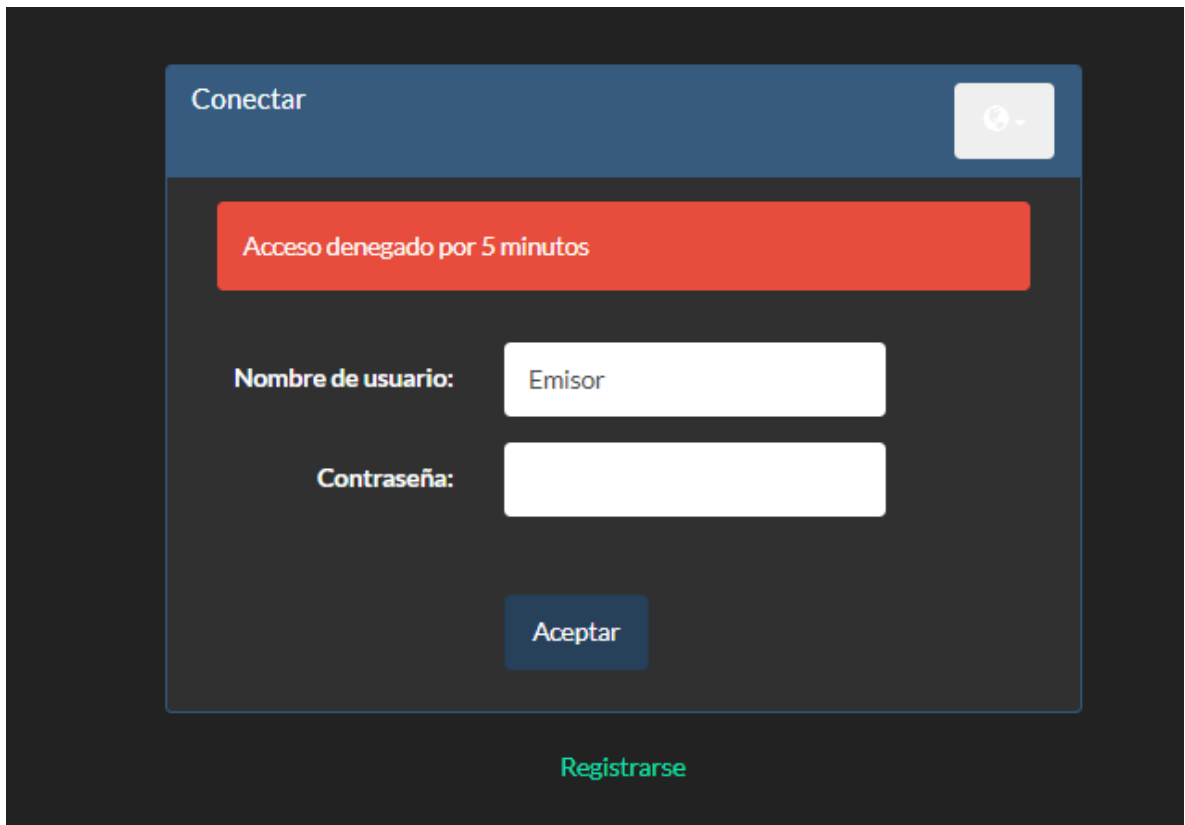 Conectar
Acceso denegado por 5 minutos
Nombre de usuario: Emisor
Contraseña:
Aceptar
Registrarse